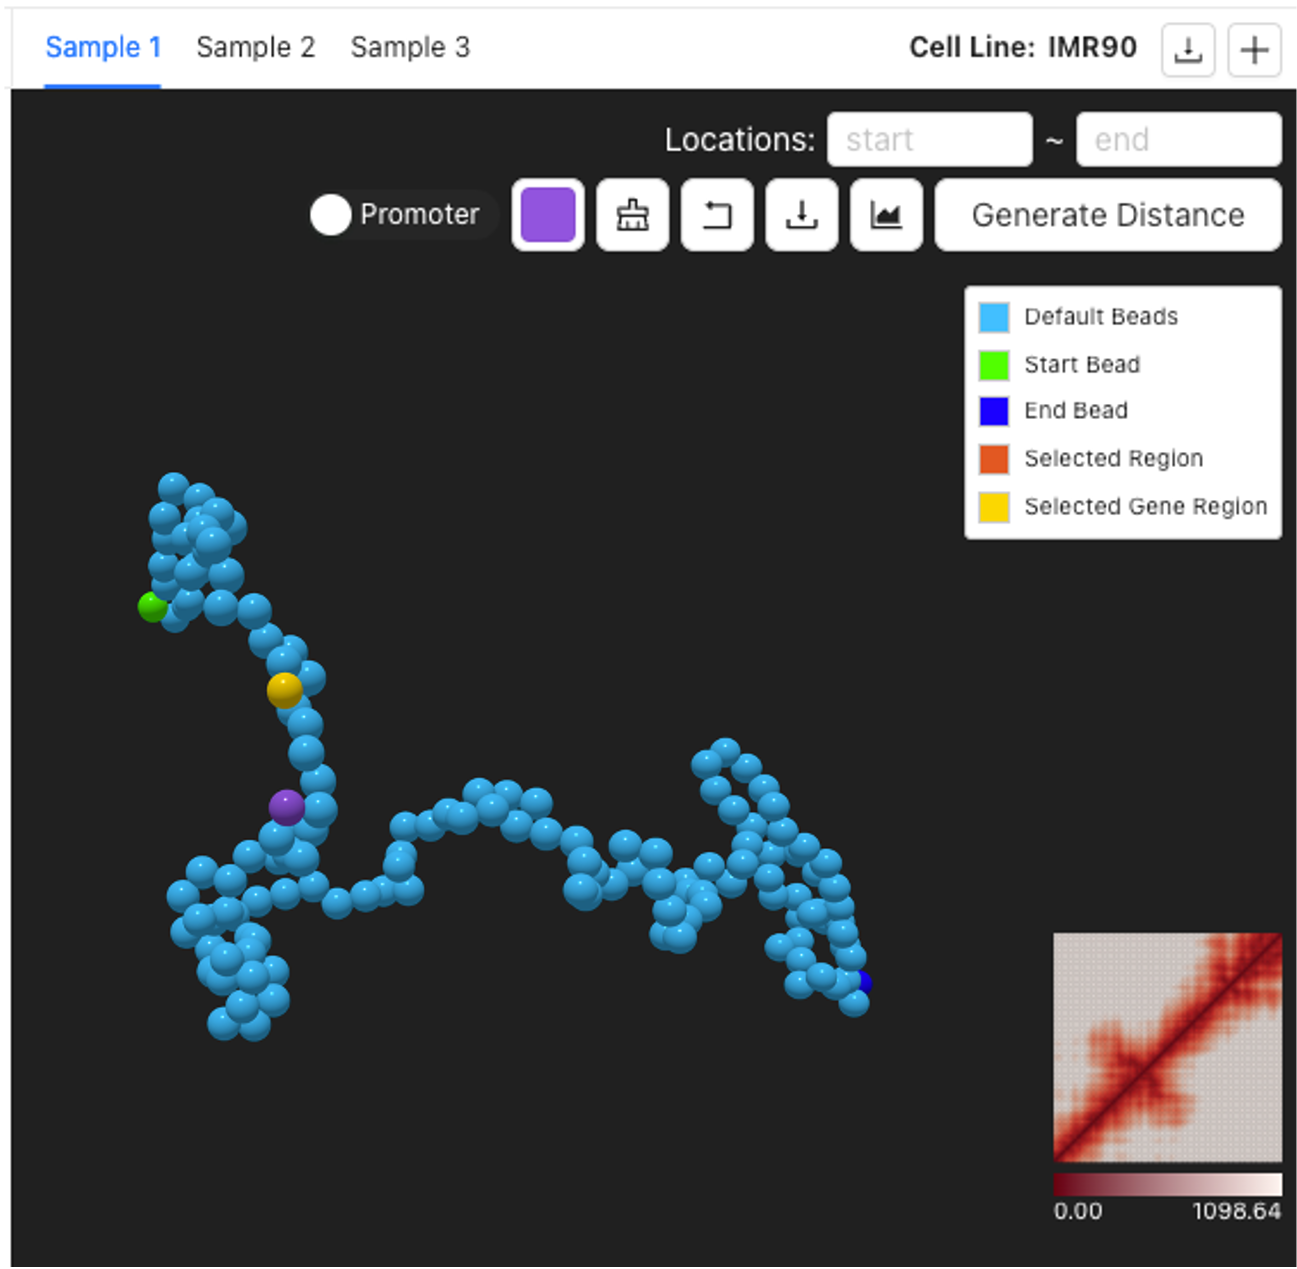 Sample 1 Sample 2 Sample 3 Cell Line: IMR90
Locations: start ~ end
Promoter Generate Distance
Default Beads
Start Bead
End Bead
Selected Region
Selected Gene Region
0.00 1098.64